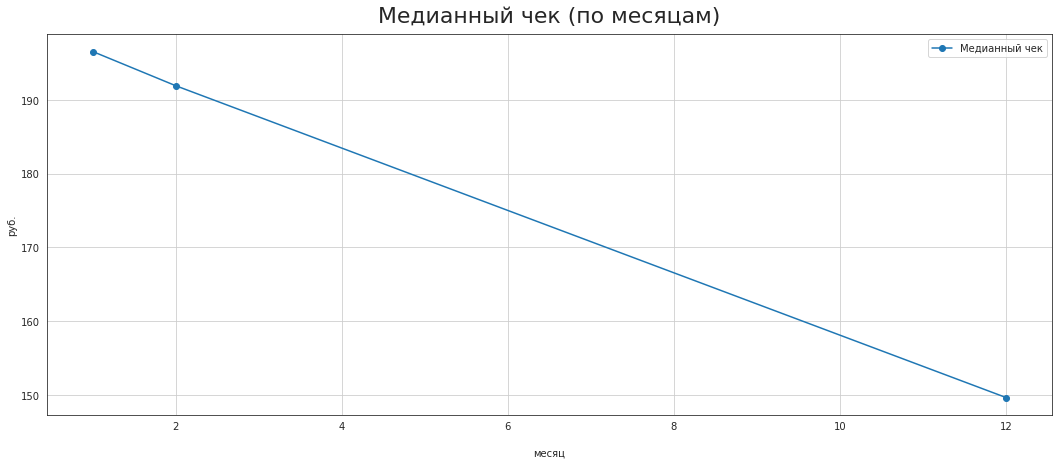 Медианный чек (по месяцам)
Медианный чек
190
180
170
160
150
руб.
2 4 6 8 10 12
месяц